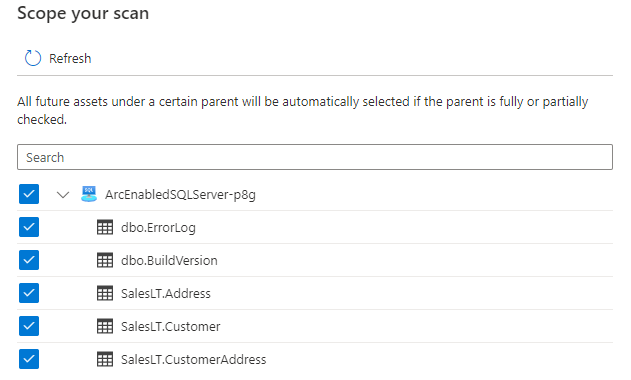 Scope your scan
Refresh
All future assets under a certain parent will be automatically selected if the parent is fully or partially
checked.
Search
SQL
ArcEnabledSQLServer-p8g
dbo.ErrorLog
dbo.BuildVersion
SalesLT.Address
SalesLT.Customer
SalesLT.CustomerAddress